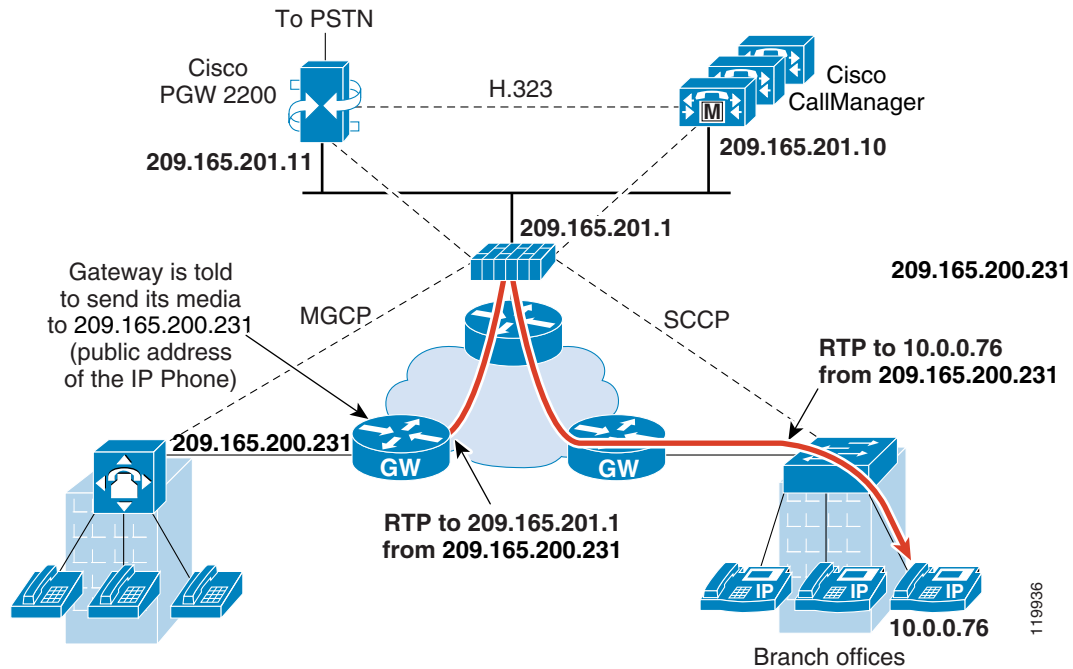 To PSTN
Cisco
PGW 2200
H.323
Cisco
CallManager
M
209.165.201.11
209.165.201.10
209.165.201.1
209.165.200.231
Gateway is told
to send its media
to 209.165.200.231
(public address
of the IP Phone)
MGCP
SCCP
RTP to 10.0.0.76
from 209.165.200.231
209.165.200.231
GW
GW
RTP to 209.165.201.1
from 209.165.200.231
IP
IP
IP
10.0.0.76
Branch offices
119936